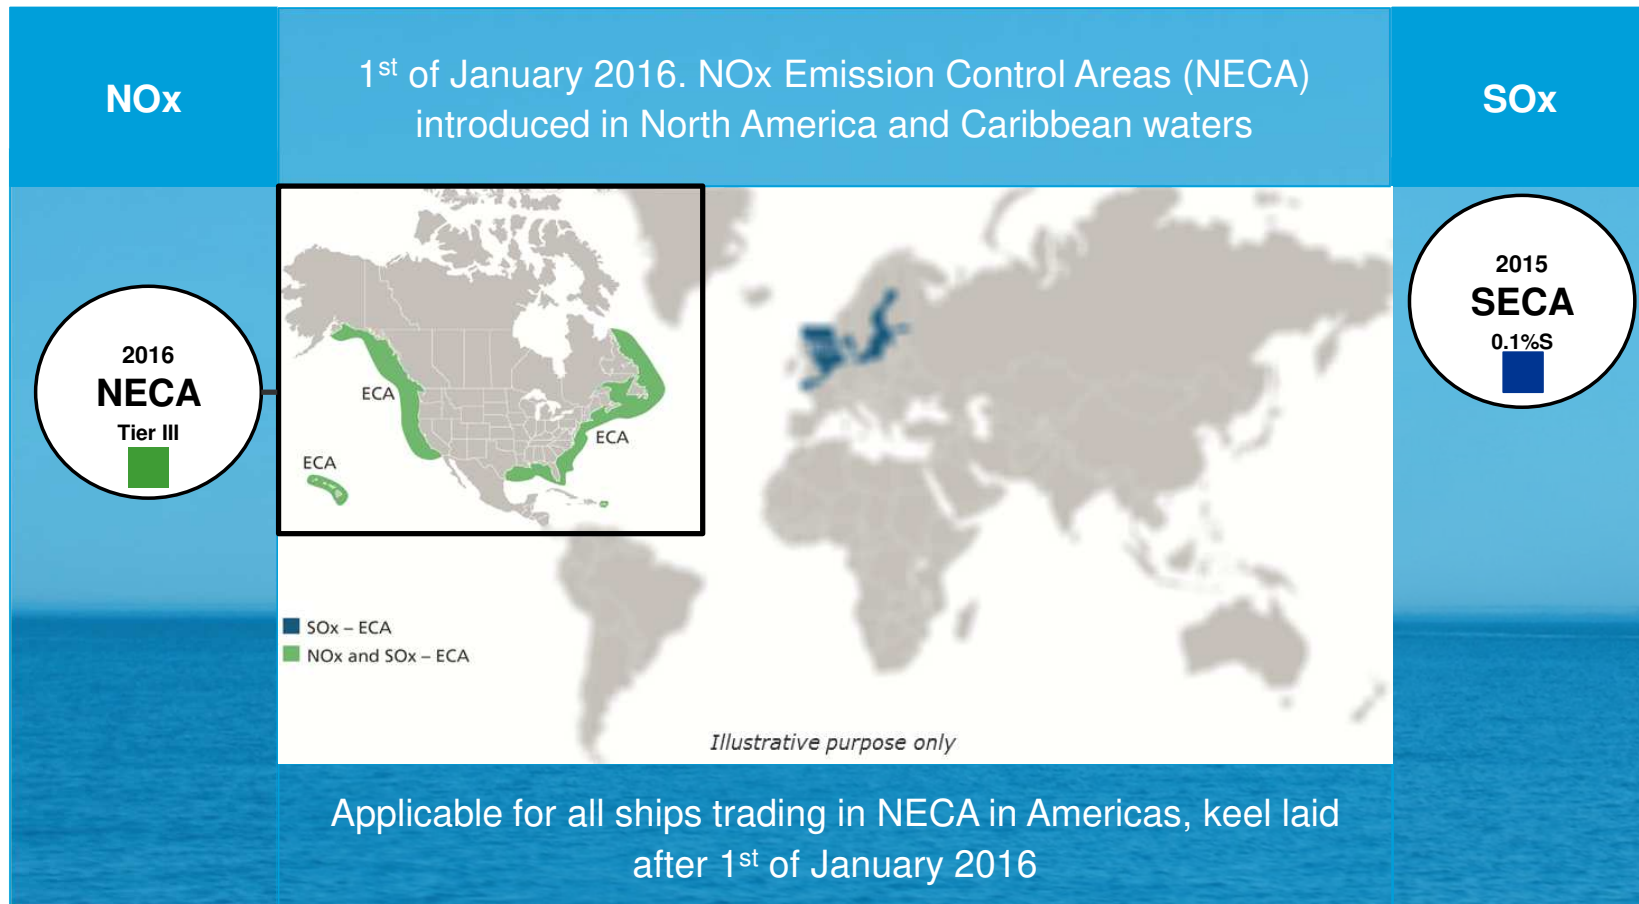 NOx
1st of January 2016. NOx Emission Control Areas (NECA)
introduced in North America and Caribbean waters
SOx
2016
NECA
Tier III
ECA
ECA
ECA
2015
SECA
0.1%S
SOx – ECA
NOx and SOx – ECA
Illustrative purpose only
Applicable for all ships trading in NECA in Americas, keel laid
after 1st of January 2016